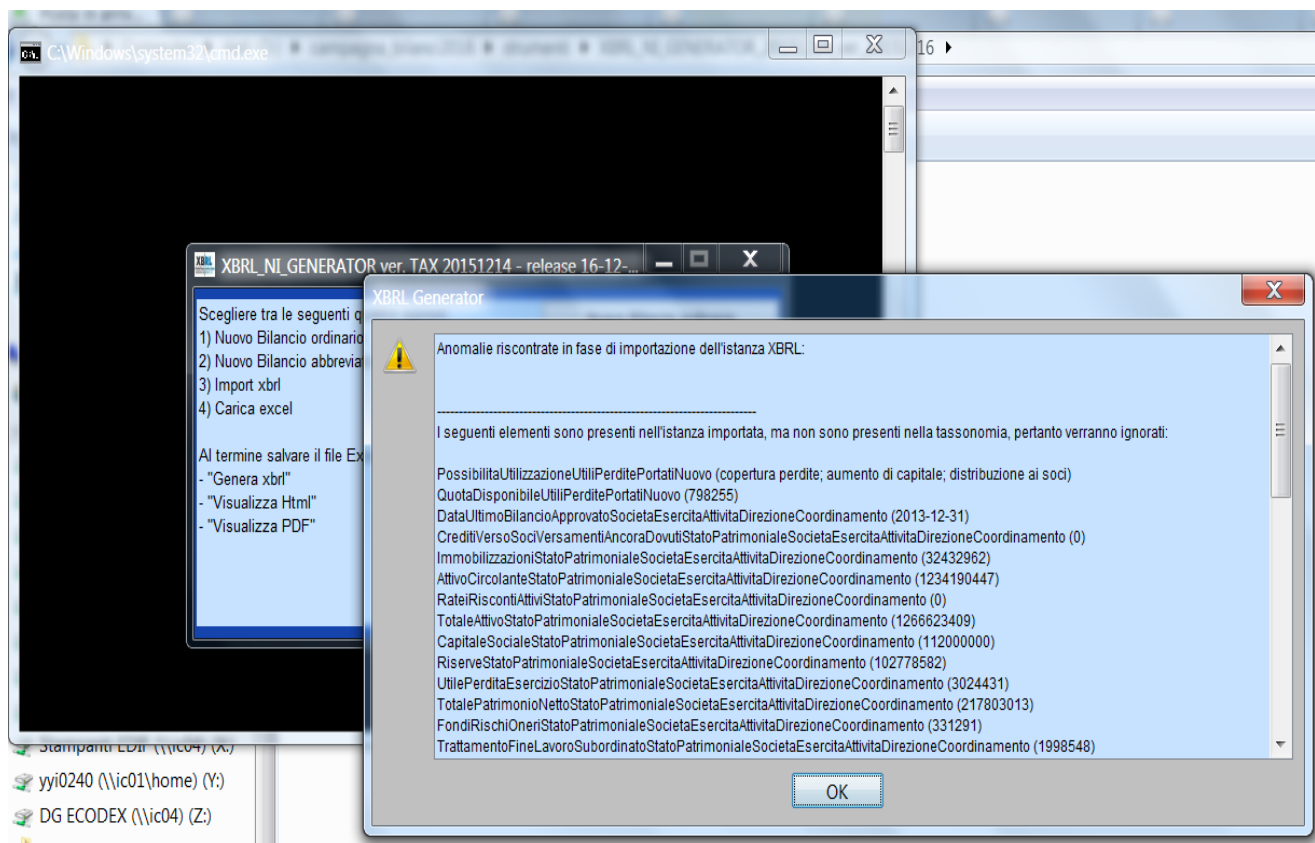 C:\Windows\system32\cmd.exe
16
XBRL_NI_GENERATOR ver. TAX 20151214 - release 16-12-...
Scegliere tra le seguenti
1) Nuovo Bilancio ordinario
2) Nuovo Bilancio abbrevia
3) Import xbrl
4) Carica excel
Al termine salvare il file Ex
- "Genera xbrl"
- "Visualizza Html"
- "Visualizza PDF"
XBRL Generator
Anomalie riscontrate in fase di importazione dell'istanza XBRL:
--------------------------------------------------------------------------
I seguenti elementi sono presenti nell'istanza importata, ma non sono presenti nella tassonomia, pertanto verranno ignorati:
PossibilitaUtilizzazioneUtiliPerditePortatiNuovo (copertura perdite; aumento di capitale; distribuzione ai soci)
QuotaDisponibileUtiliPerditePortatiNuovo (798255)
DataUltimoBilancioApprovatoSocietaEsercitaAttivitaDirezioneCoordinamento (2013-12-31)
CreditiVersoSociVersamentiAncoraDovutiStatoPatrimonialeSocietaEsercitaAttivitaDirezioneCoordinamento (0)
ImmobilizzazioniStatoPatrimonialeSocietaEsercitaAttivitaDirezioneCoordinamento (32432962)
AttivoCircolanteStatoPatrimonialeSocietaEsercitaAttivitaDirezioneCoordinamento (1234190447)
RateiRiscontiAttiviStatoPatrimonialeSocietaEsercitaAttivitaDirezioneCoordinamento (0)
TotaleAttivoStatoPatrimonialeSocietaEsercitaAttivitaDirezioneCoordinamento (1266623409)
CapitaleSocialeStatoPatrimonialeSocietaEsercitaAttivitaDirezioneCoordinamento (112000000)
RiserveStatoPatrimonialeSocietaEsercitaAttivitaDirezioneCoordinamento (102778582)
UtilePerditaEsercizioStatoPatrimonialeSocietaEsercitaAttivitaDirezioneCoordinamento (3024431)
TotalePatrimonioNettoStatoPatrimonialeSocietaEsercitaAttivitaDirezioneCoordinamento (217803013)
FondiRischiOneriStatoPatrimonialeSocietaEsercitaAttivitaDirezioneCoordinamento (331291)
TrattamentoFineLavoroSubordinatoStatoPatrimonialeSocietaEsercitaAttivitaDirezioneCoordinamento (1998548)
OK
Stampanti EDIF (\\ic04) (X:)
yyi0240 (\\ic01\home) (Y:)
DG ECODEX (\\ic04) (Z:)